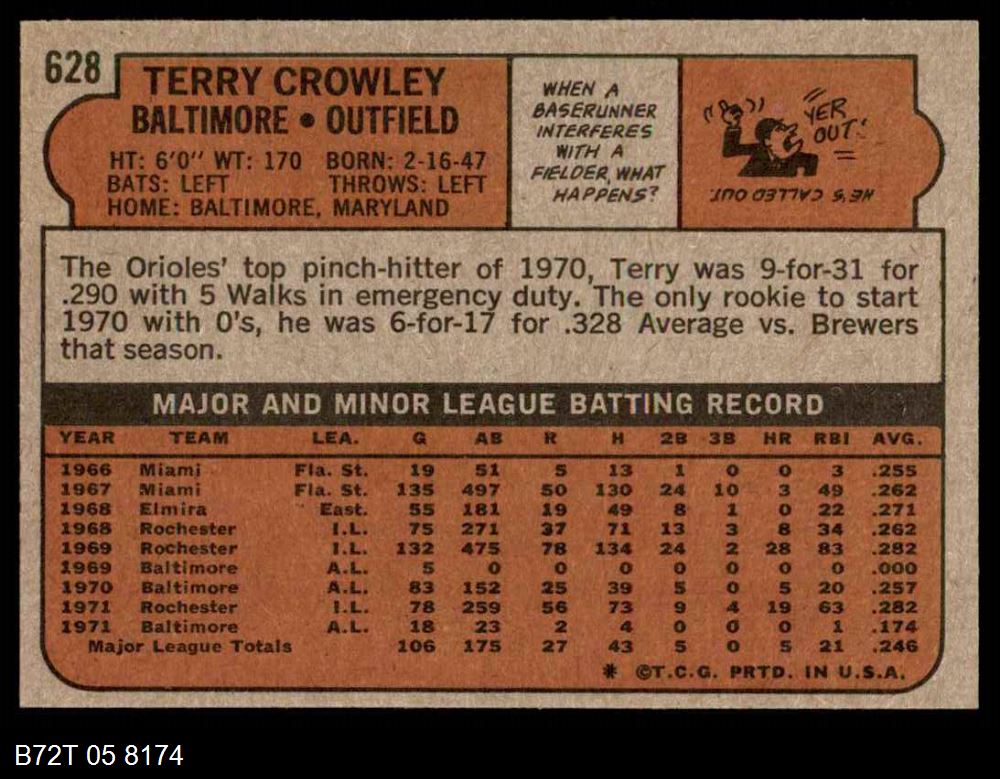 628
TERRY CROWLEY
BALTIMORE • OUTFIELD
HT: 6'0" WT: 170 BORN: 2-16-47
BATS: LEFT THROWS: LEFT
HOME: BALTIMORE, MARYLAND
WHEN A
BASERUNNER
INTERFERES
WITH A
FIELDER, WHAT
HAPPENS?
YER
OUT!
HE'S CALLED OUT.
The Orioles' top pinch-hitter of 1970, Terry was 9-for-31 for
.290 with 5 Walks in emergency duty. The only rookie to start
1970 with O's, he was 6-for-17 for .328 Average vs. Brewers
that season.
MAJOR AND MINOR LEAGUE BATTING RECORD
YEAR TEAM LEA. G AB R H 2B 3B HR RBI AVG.
1966 Miami Fla. St. 19 51 5 13 1 0 0 3 .255
1967 Miami Fla. St. 135 497 50 130 24 10 3 49 .262
1968 Elmira East. 55 181 19 49 8 1 0 22 .271
1968 Rochester I.L. 75 271 37 71 13 3 8 34 .262
1969 Rochester I.L. 132 475 78 134 24 2 28 83 .282
1969 Baltimore A.L. 5 0 0 0 0 0 0 0 .000
1970 Baltimore A.L. 83 152 25 39 5 0 5 20 .257
1971 Rochester I.L. 78 259 56 73 9 4 19 63 .282
1971 Baltimore A.L. 18 23 2 4 0 0 0 1 .174
Major League Totals 106 175 27 43 5 0 5 21 .246
* ©T.C.G. PRTD. IN U.S.A.
B72T 05 8174